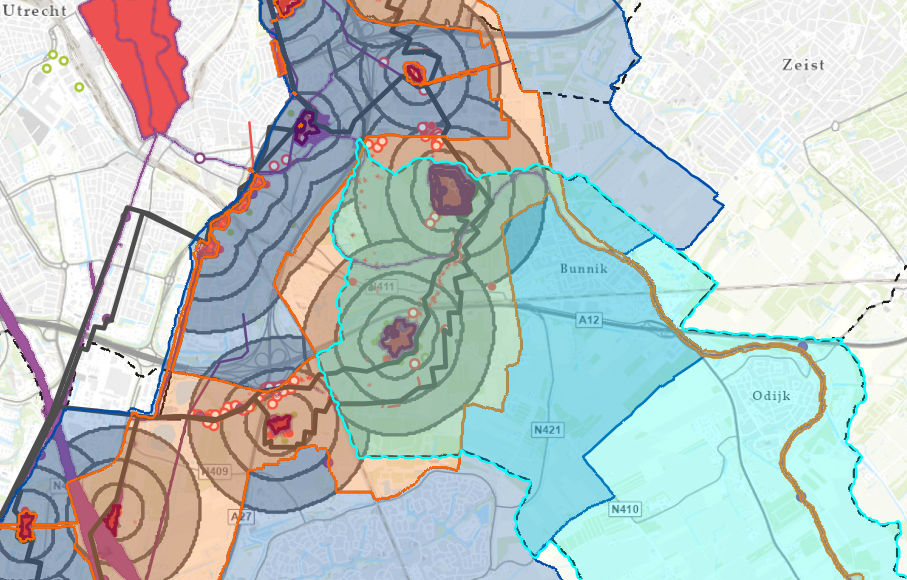 Utrecht
Zeist
Bunnik
N411
A12
Odijk
N421
N409
N410
A27